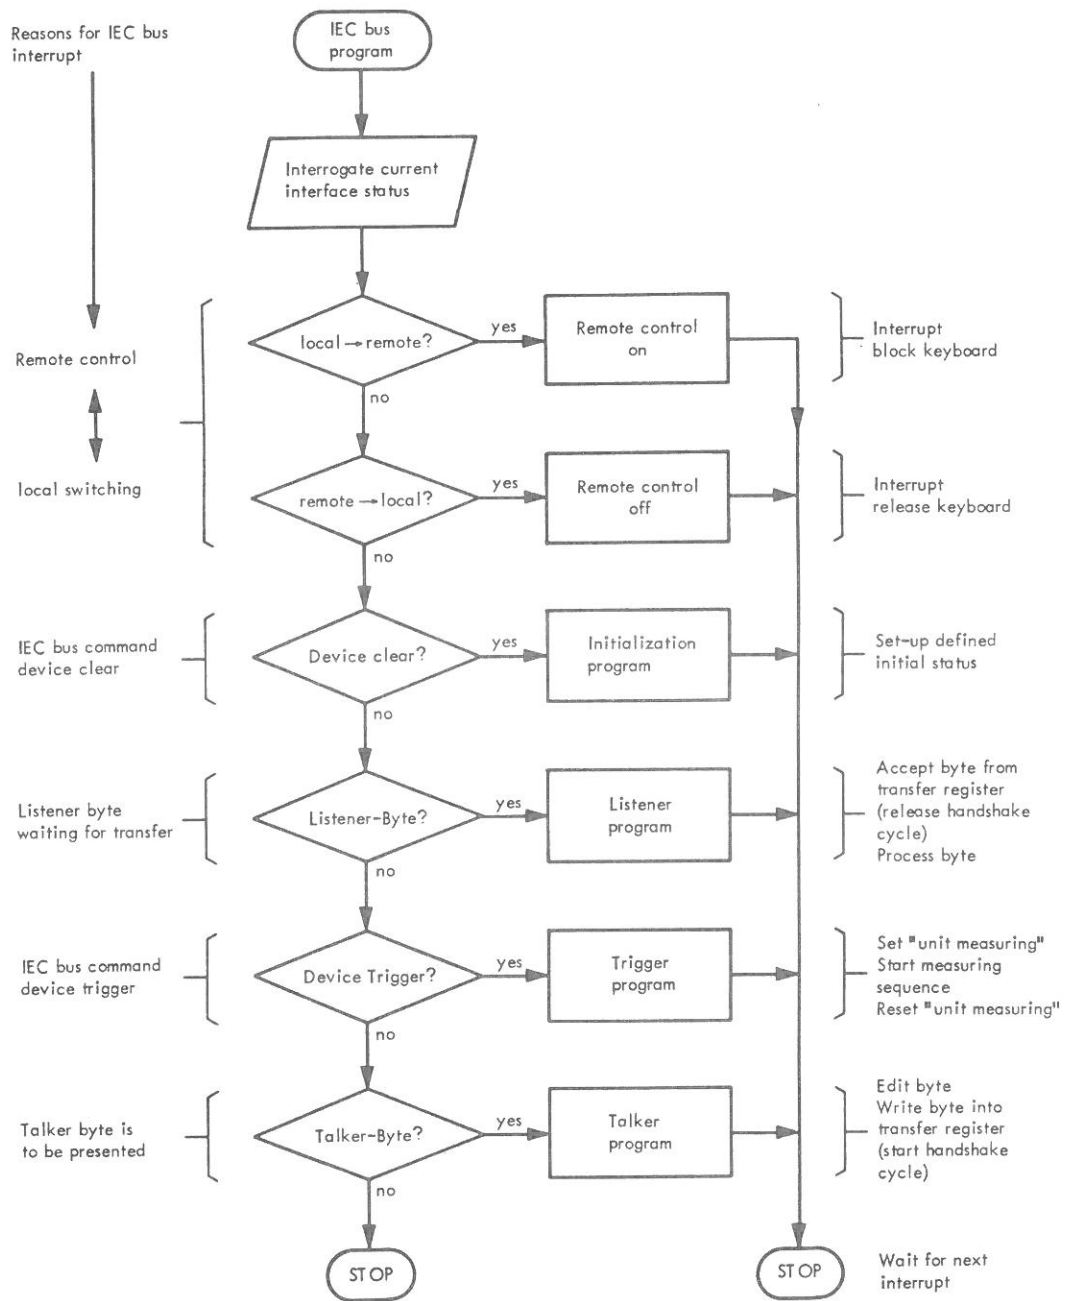 Reasons for IEC bus
interrupt
IEC bus
program
Interrogate current
interface status
local → remote?
yes
Remote control
on
Interrupt
block keyboard
Remote control
no
local switching
remote → local?
yes
Remote control
off
Interrupt
release keyboard
no
IEC bus command
device clear
Device clear?
yes
Initialization
program
Set-up defined
initial status
no
Listener byte
waiting for transfer
Listener-Byte?
yes
Listener
program
Accept byte from
transfer register
(release handshake
cycle)
Process byte
no
IEC bus command
device trigger
Device Trigger?
yes
Trigger
program
Set "unit measuring"
Start measuring
sequence
Reset "unit measuring"
no
Talker byte is
to be presented
Talker-Byte?
yes
Talker
program
Edit byte
Write byte into
transfer register
(start handshake
cycle)
no
STOP
STOP
Wait for next
interrupt